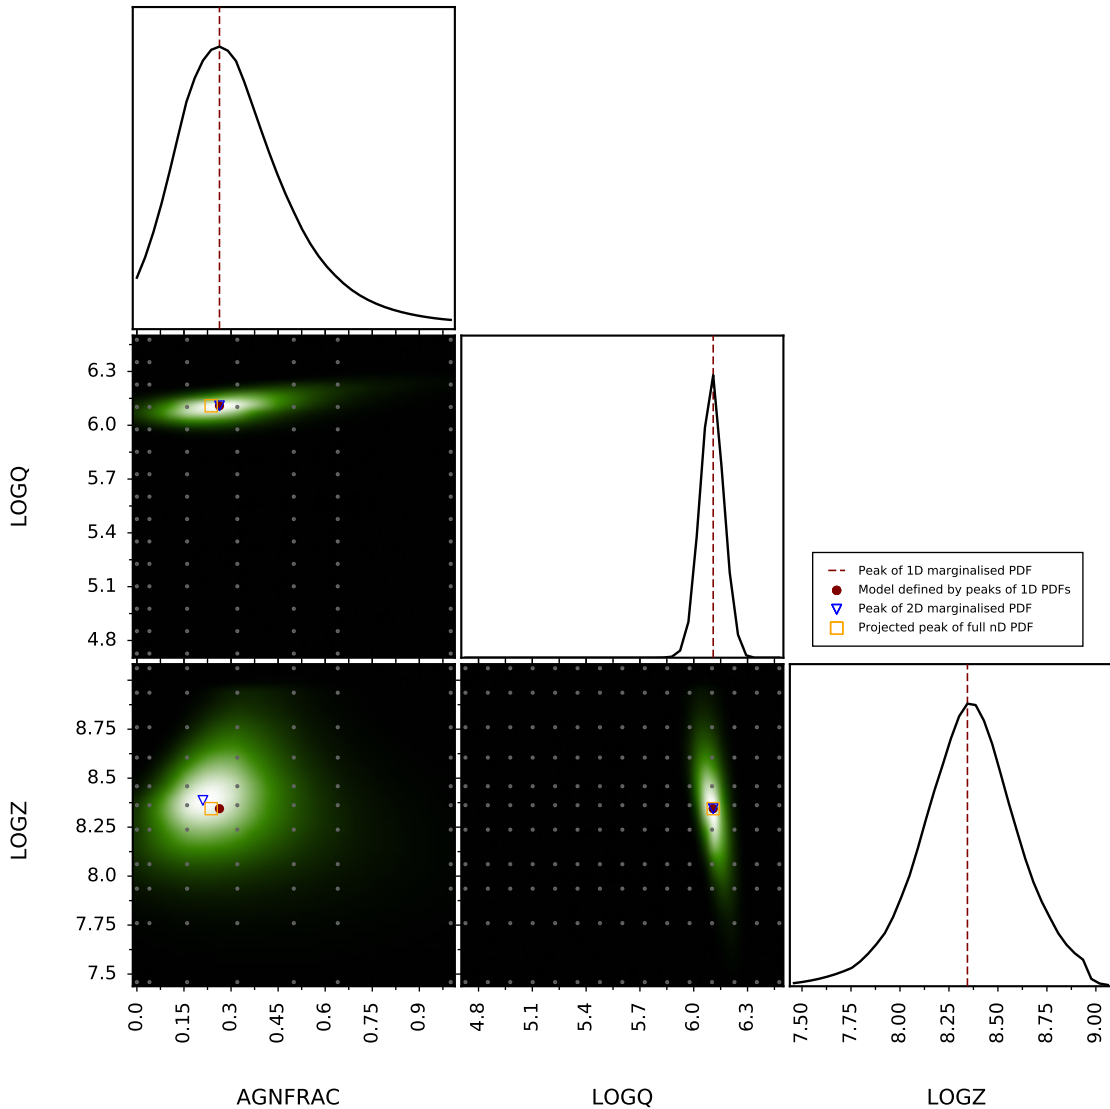 6.3
6.0
5.7
5.4
5.1
4.8
LOGQ
Peak of 1D marginalised PDF
Model defined by peaks of 1D PDFs
Peak of 2D marginalised PDF
Projected peak of full nD PDF
8.75
8.5
8.25
8.0
7.75
7.5
LOGZ
0.0 0.15 0.3 0.45 0.6 0.75 0.9
4.8 5.1 5.4 5.7 6.0 6.3
7.50 7.75 8.00 8.25 8.50 8.75 9.00
AGNFRAC LOGQ LOGZ